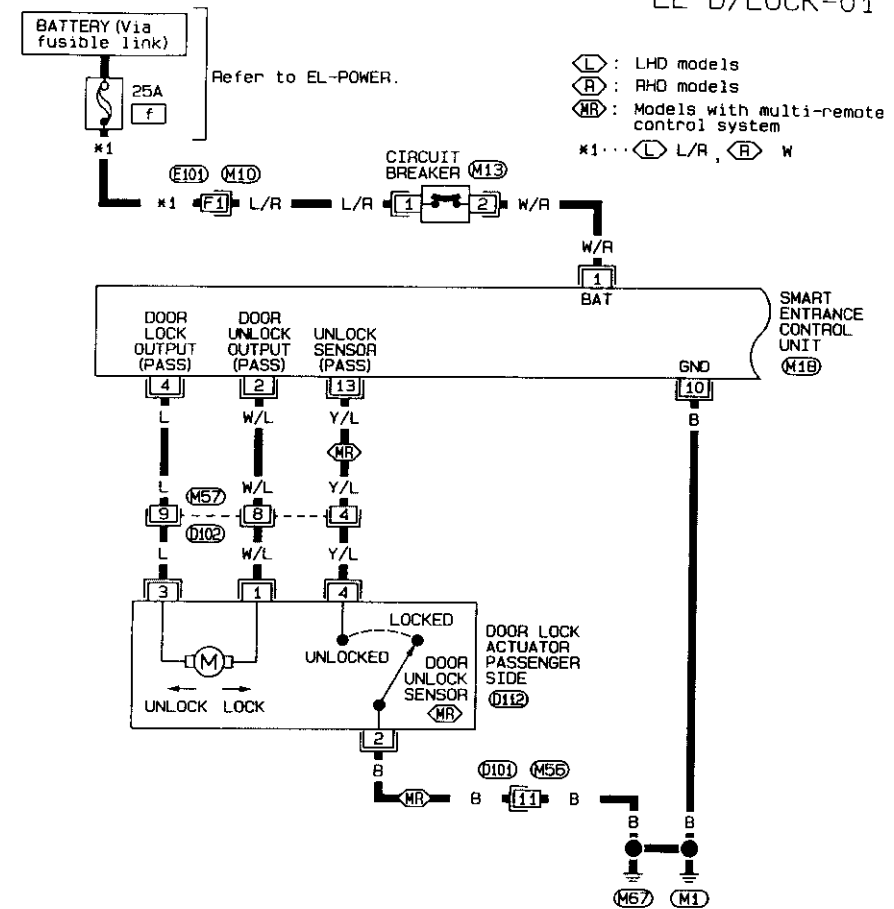 EL-D/LOCK-01
BATTERY (Via
fusible link)
Refer to EL-POWER.
25A
f
*1
L : LHD models
R : RHD models
MR : Models with multi-remote
control system
*1··· L L/R , R W
E101 M10
CIRCUIT
BREAKER M13
*1 F1 L/R L/R 1 2 W/R
W/R
1
BAT
SMART
ENTRANCE
CONTROL
UNIT
M18
DOOR
LOCK
OUTPUT
(PASS)
DOOR
UNLOCK
OUTPUT
(PASS)
UNLOCK
SENSOR
(PASS)
GND
4 2 13 10
L W/L Y/L B
MR
L W/L Y/L
M57
9 8 4
D102
L W/L Y/L
3 1 4
LOCKED
UNLOCKED
M
UNLOCK LOCK
DOOR
UNLOCK
SENSOR
MR
DOOR LOCK
ACTUATOR
PASSENGER
SIDE
D112
2
B
D101 M56
MR B 11 B
B B
M67 M1